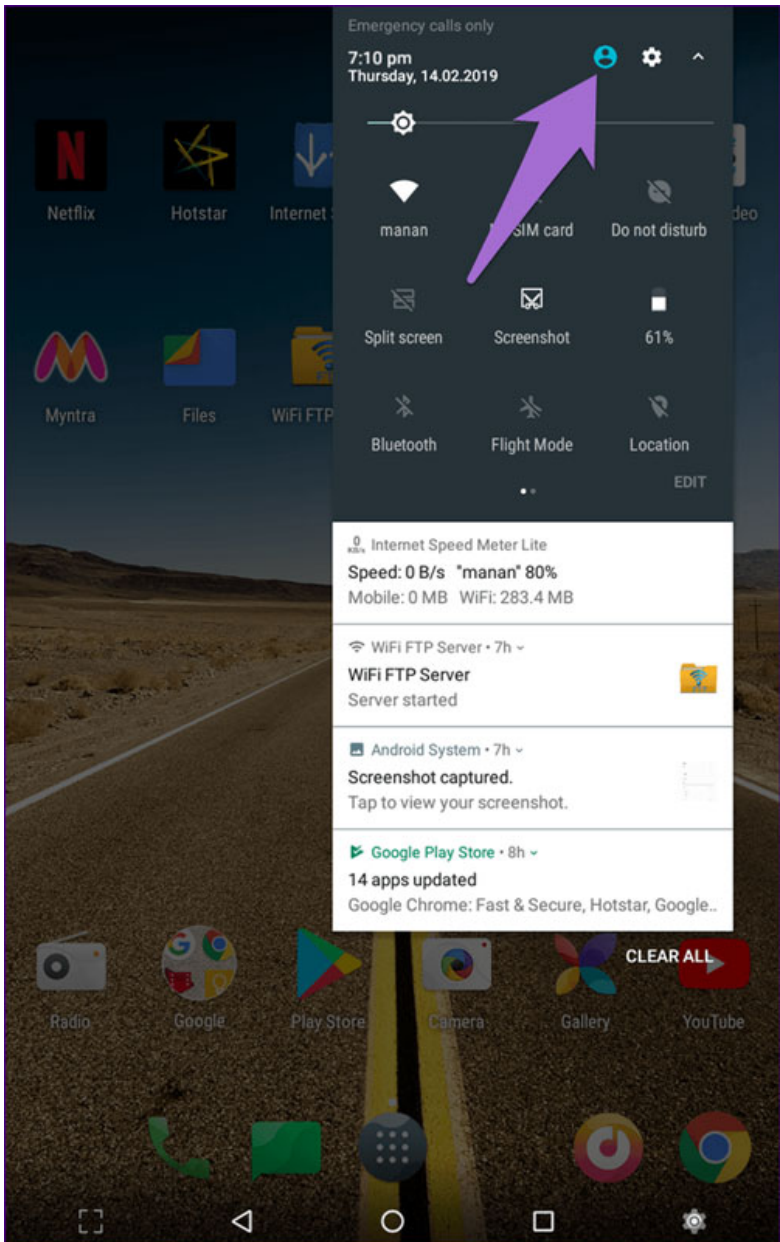 Emergency calls only
7:10 pm
Thursday, 14.02.2019
Netflix
Hotstar
Internet
manan
SIM card
Do not disturb
deo
Split screen
Screenshot
61%
Myntra
Files
WiFi FTP
Bluetooth
Flight Mode
Location
EDIT
0 KB/s Internet Speed Meter Lite
Speed: 0 B/s "manan" 80%
Mobile: 0 MB WiFi: 283.4 MB
WiFi FTP Server • 7h
WiFi FTP Server
Server started
Android System • 7h
Screenshot captured.
Tap to view your screenshot.
Google Play Store • 8h
14 apps updated
Google Chrome: Fast & Secure, Hotstar, Google..
CLEAR ALL
Radio
Google
Play Store
Camera
Gallery
YouTube